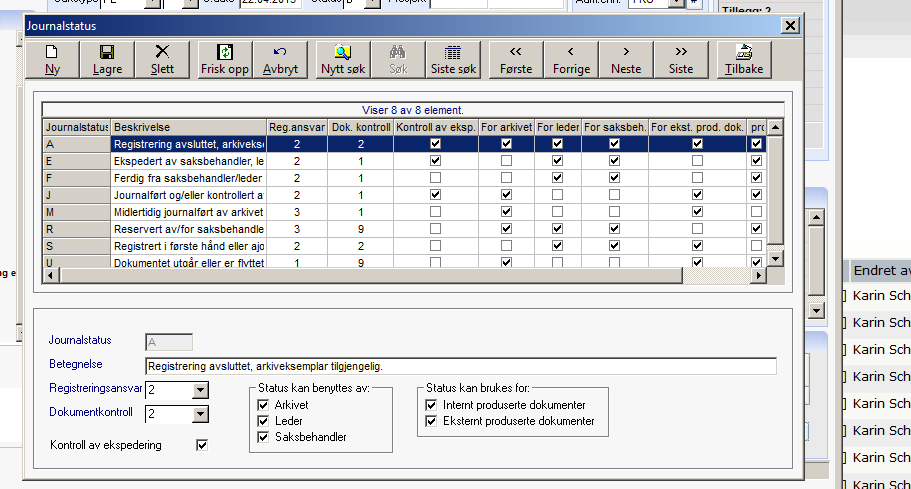 Status
Tillegg: 2
Journalstatus
Ny Lagre Slett Frisk opp Avbryt Nytt søk Søk Siste søk Første Forrige Neste Siste Tilbake
Viser 8 av 8 element.
Journalstatus Beskrivelse Reg.ansvar Dok. kontroll Kontroll av eksp. For arkivet For leder For saksbeh. For ekst. prod. dok.
A Registrering avsluttet, arkivekse 2 2
E Ekspedert av saksbehandler, le 2 1
F Ferdig fra saksbehandler/leder 2 1
J Journalført og/eller kontrollert a 2 1
M Midlertidig journalført av arkivet 3 1
R Reservert av/for saksbehandle 3 9
S Registrert i første hånd eller ajo 2 2
U Dokumentet utgår eller er flyttet 1 9
Journalstatus A
Betegnelse Registrering avsluttet, arkiveksemplar tilgjengelig.
Registreringsansvar 2
Dokumentkontroll 2
Kontroll av ekspedering
Status kan benyttes av:
Arkivet
Leder
Saksbehandler
Status kan brukes for:
Internt produserte dokumenter
Eksternt produserte dokumenter
Endret av
Karin Sch
Karin Sch
Karin Sch
Karin Sch
Karin Sch
Karin Sch
Karin Sch
Karin Sch